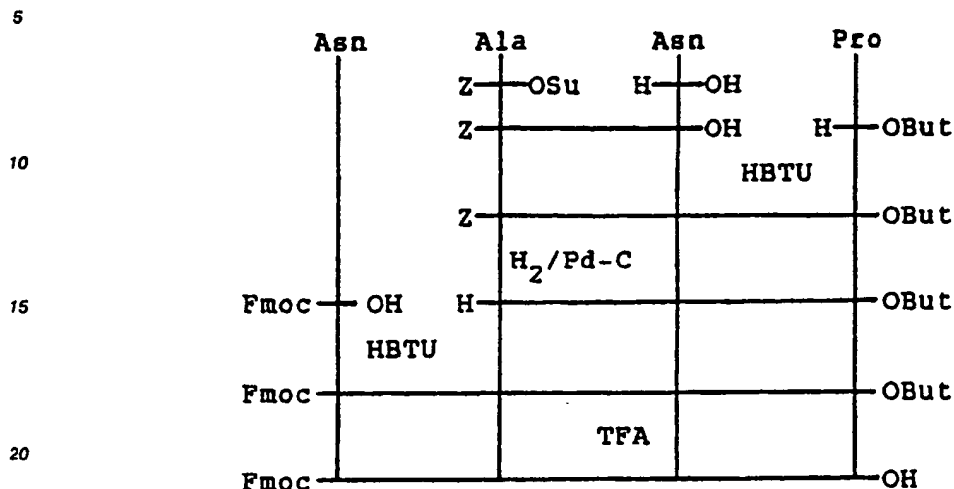 5
Asn Ala Asn Pro
Z OSu H OH
Z OH H OBut
10
HBTU
Z OBut
H2/Pd-C
15 Fmoc OH H OBut
HBTU
Fmoc OBut
TFA
20
Fmoc OH